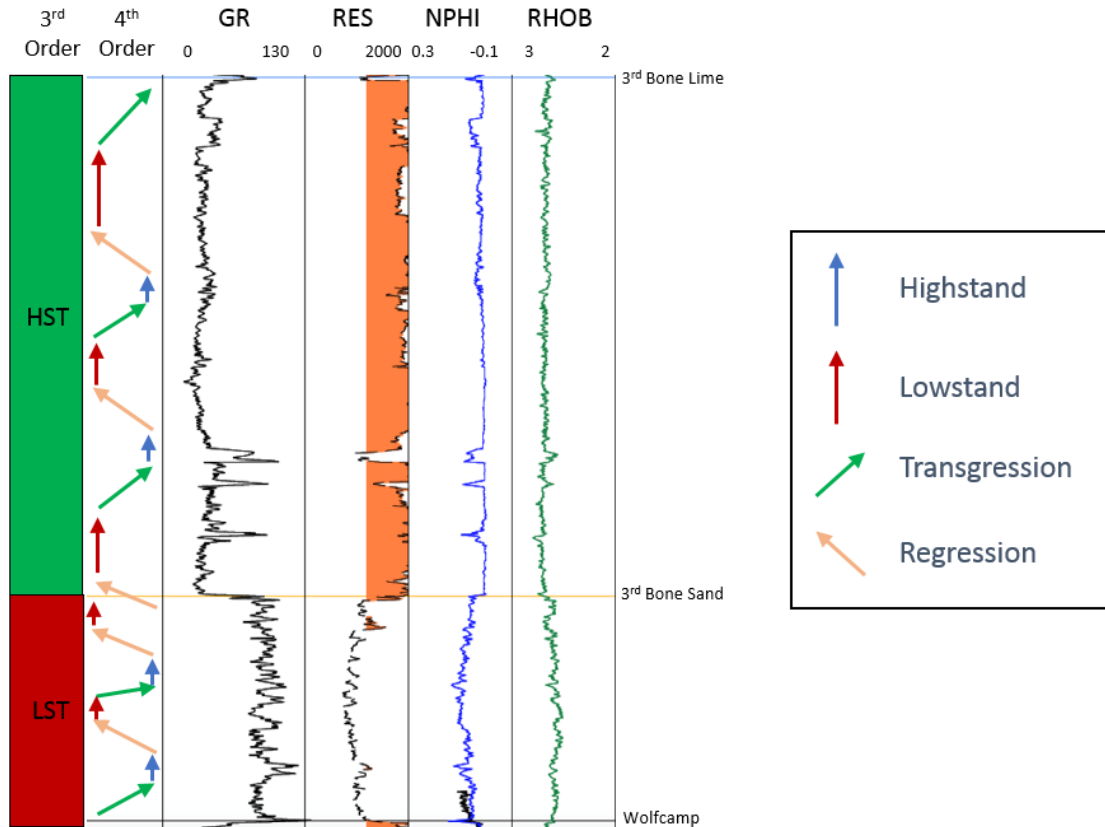 3rd Order
4th Order
GR
RES
NPHI
RHOB
0 130
0 2000
0.3 -0.1
3 2
3rd Bone Lime
HST
3rd Bone Sand
LST
Wolfcamp
Highstand
Lowstand
Transgression
Regression